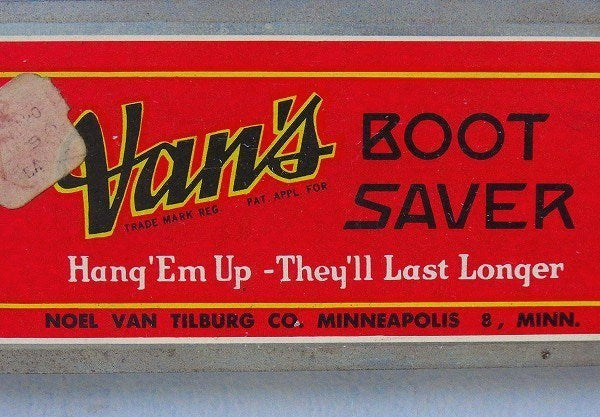 Van's BOOT
SAVER
TRADE MARK REG PAT. APPL. FOR
Hang 'Em Up - They'll Last Longer
NOEL VAN TILBURG CO. MINNEAPOLIS 8, MINN.